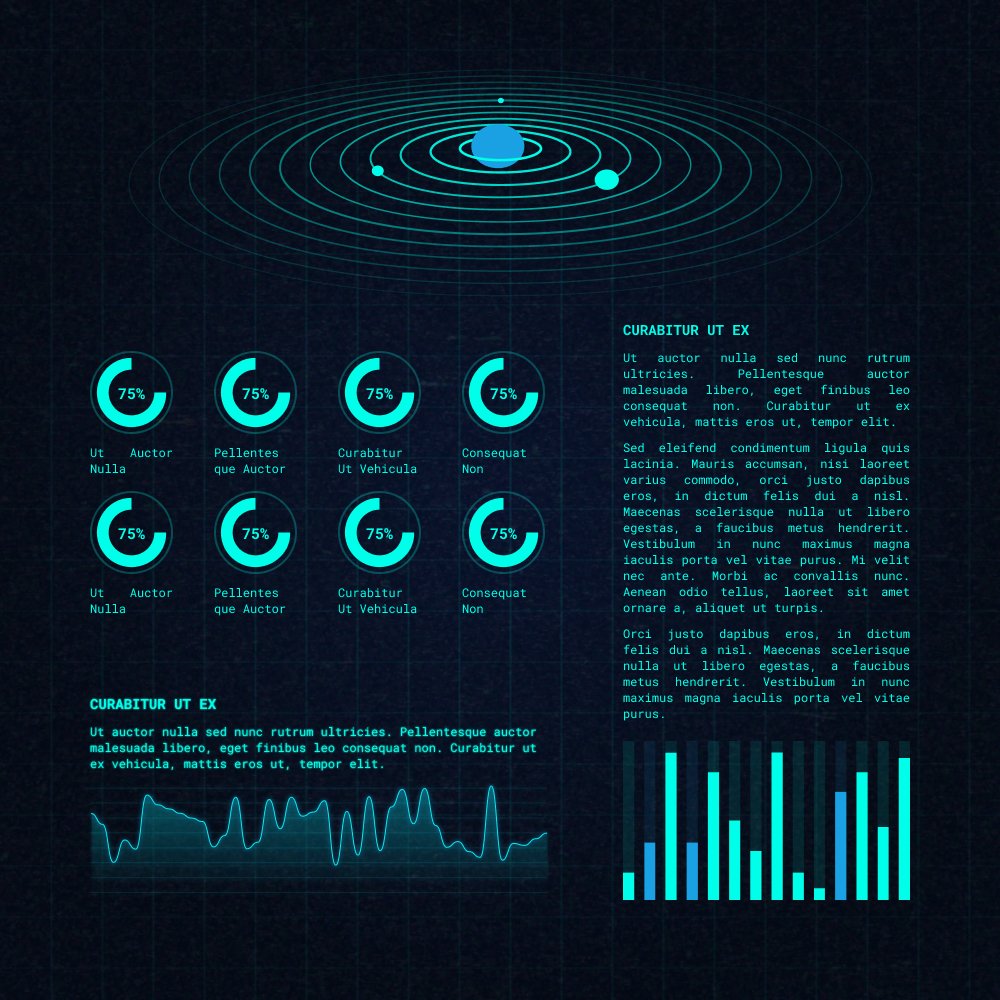 75% 75% 75% 75%
Ut Auctor Pellentes Curabitur Consequat
Nulla que Auctor Ut Vehicula Non
75% 75% 75% 75%
Ut Auctor Pellentes Curabitur Consequat
Nulla que Auctor Ut Vehicula Non
CURABITUR UT EX
Ut auctor nulla sed nunc rutrum ultricies. Pellentesque auctor
malesuada libero, eget finibus leo consequat non. Curabitur ut
ex vehicula, mattis eros ut, tempor elit.
CURABITUR UT EX
Ut auctor nulla sed nunc rutrum
ultricies. Pellentesque auctor
malesuada libero, eget finibus leo
consequat non. Curabitur ut ex
vehicula, mattis eros ut, tempor elit.
Sed eleifend condimentum ligula quis
lacinia. Mauris accumsan, nisi laoreet
varius commodo, orci justo dapibus
eros, in dictum felis dui a nisl.
Maecenas scelerisque nulla ut libero
egestas, a faucibus metus hendrerit.
Vestibulum in nunc maximus magna
iaculis porta vel vitae purus. Mi velit
nec ante. Morbi ac convallis nunc.
Aenean odio tellus, laoreet sit amet
ornare a, aliquet ut turpis.
Orci justo dapibus eros, in dictum
felis dui a nisl. Maecenas scelerisque
nulla ut libero egestas, a faucibus
metus hendrerit. Vestibulum in nunc
maximus magna iaculis porta vel vitae
purus.